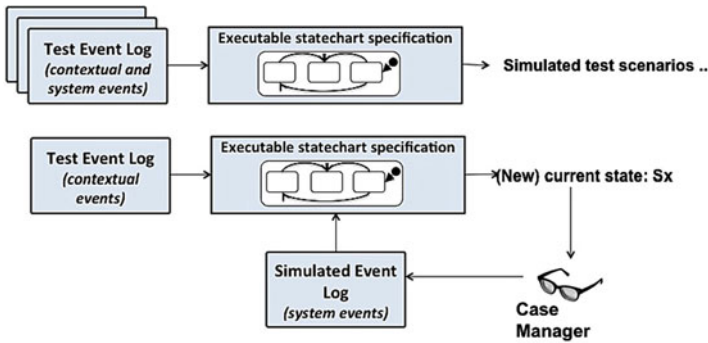 Test Event Log
(contextual and
system events)
Executable statechart specification
Simulated test scenarios ..
Test Event Log
(contextual
events)
Executable statechart specification
(New) current state: Sx
Simulated Event
Log
(system events)
Case
Manager